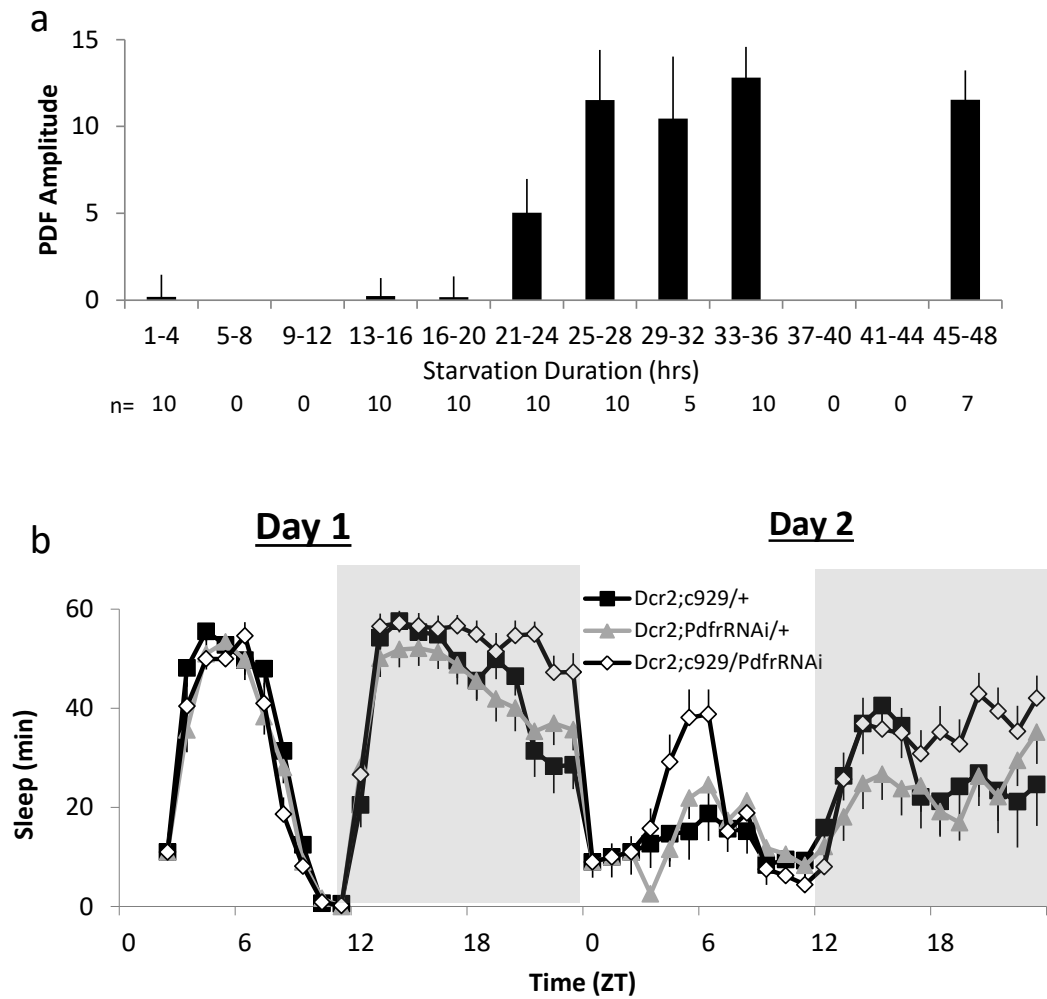 a
15
10
5
0
PDF Amplitude
1-4 5-8 9-12 13-16 16-20 21-24 25-28 29-32 33-36 37-40 41-44 45-48
Starvation Duration (hrs)
n= 10 0 0 10 10 10 10 5 10 0 0 7
b
Day 1 Day 2
60
40
20
0
Sleep (min)
Dcr2;c929/+
Dcr2;PdfrRNAi/+
Dcr2;c929/PdfrRNAi
0 6 12 18 0 6 12 18
Time (ZT)